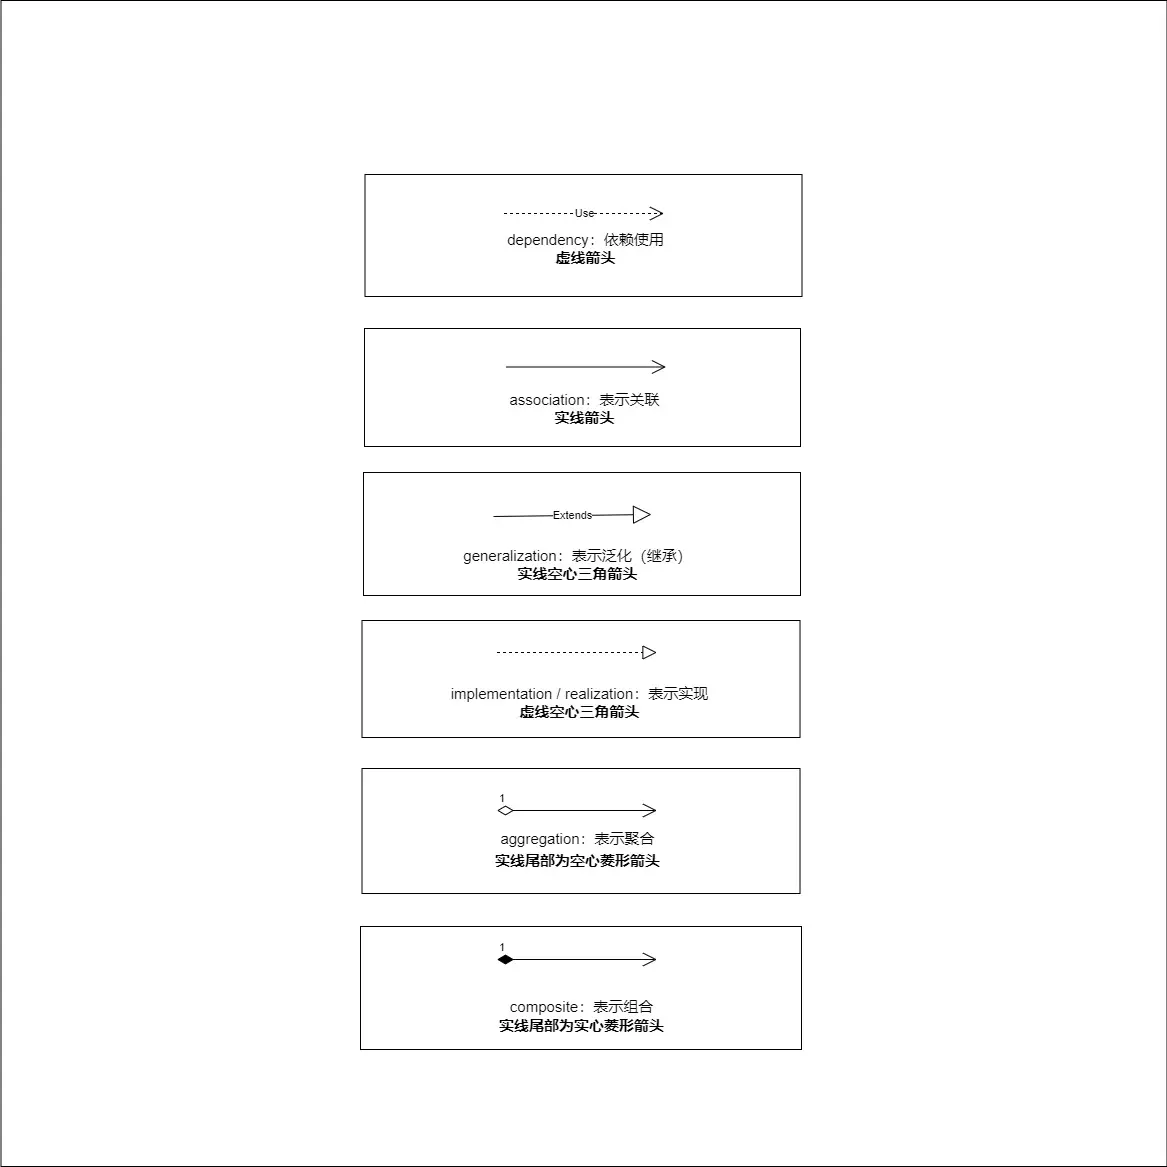 Use
dependency：依赖使用
虚线箭头
association：表示关联
实线箭头
Extends
generalization：表示泛化（继承）
实线空心三角箭头
implementation / realization：表示实现
虚线空心三角箭头
1
aggregation：表示聚合
实线尾部为空心菱形箭头
1
composite：表示组合
实线尾部为实心菱形箭头